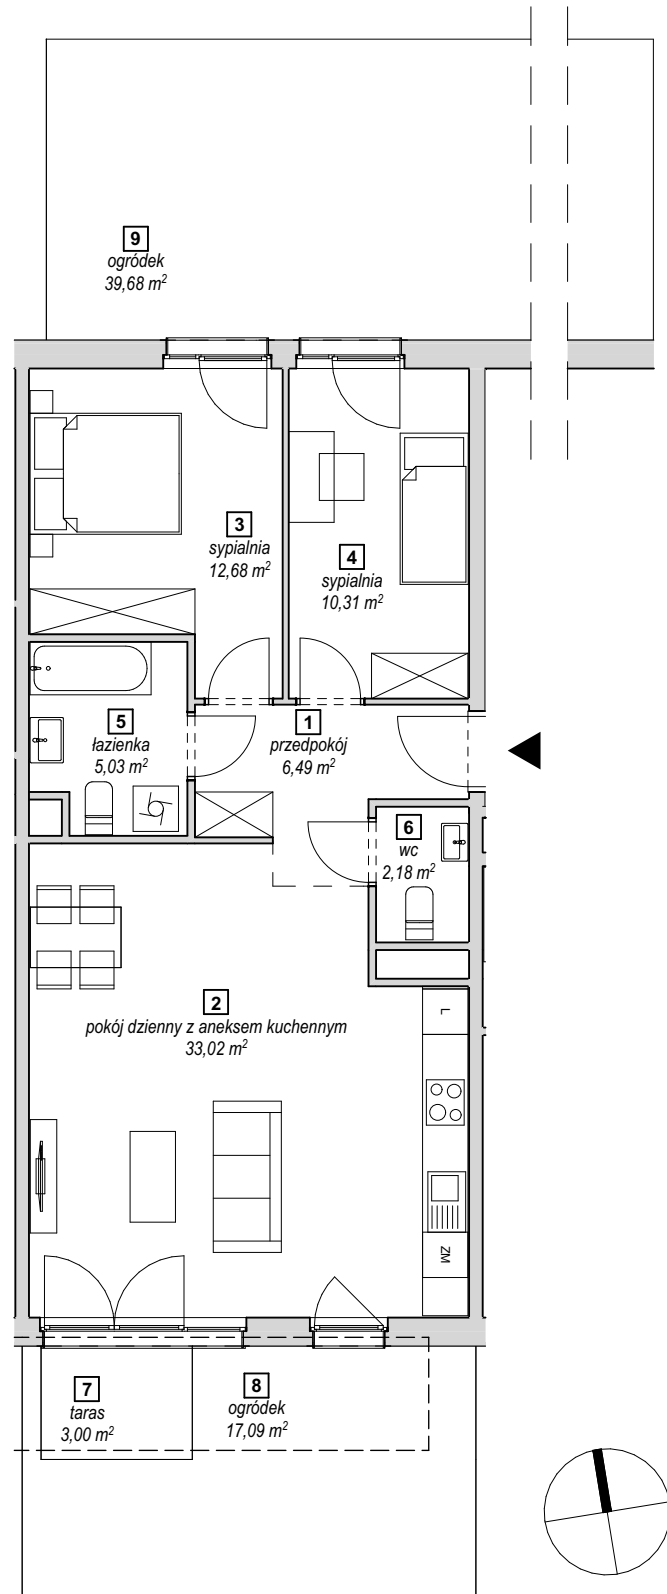 9
ogródek
39,68 m²
3
sypialnia
12,68 m²
4
sypialnia
10,31 m²
5
łazienka
5,03 m²
1
przedpokój
6,49 m²
6
wc
2,18 m²
2
pokój dzienny z aneksem kuchennym
33,02 m²
L
ZM
7
taras
3,00 m²
8
ogródek
17,09 m²